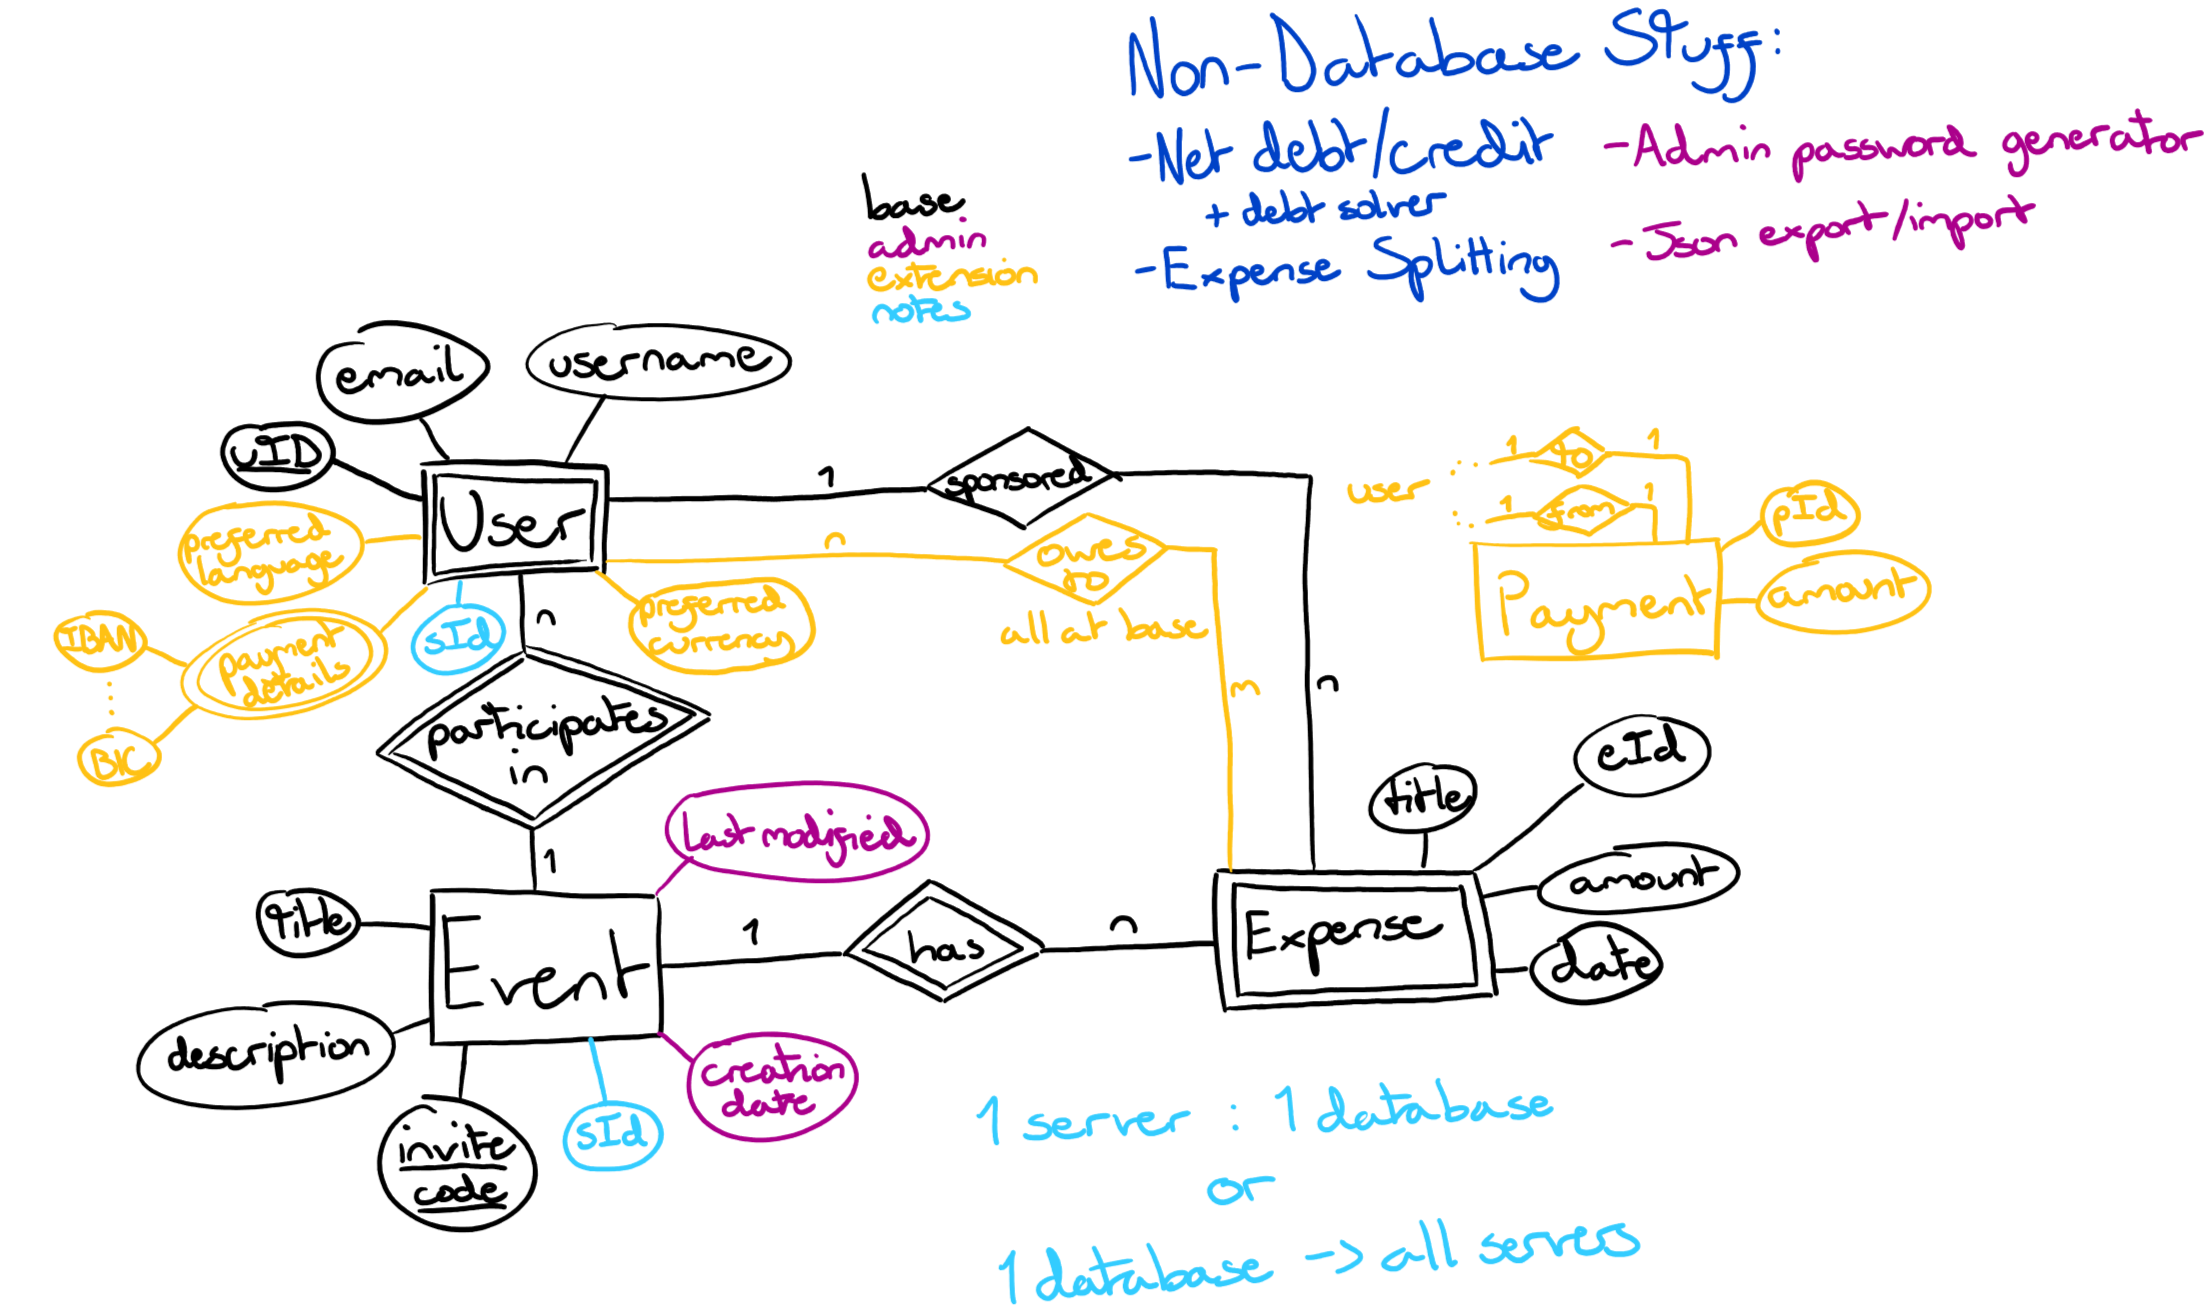 Non-Database Stuff:
-Net debt/credit
+ debt solver
-Expense Splitting
-Admin password generator
-Json export/import
base
admin
extension
notes
email
username
uID
User
preferred
language
IBAN
BIC
payment
details
sId
preferred
currency
n
participates
in
1
1
sponsored
n
n
owes
to
all at base
m
user
1
to
1
1
from
1
Payment
pId
amount
title
description
invite
code
Event
last modified
creation
date
sId
1
has
n
Expense
title
eId
amount
date
1 server : 1 database
or
1 database -> all servers